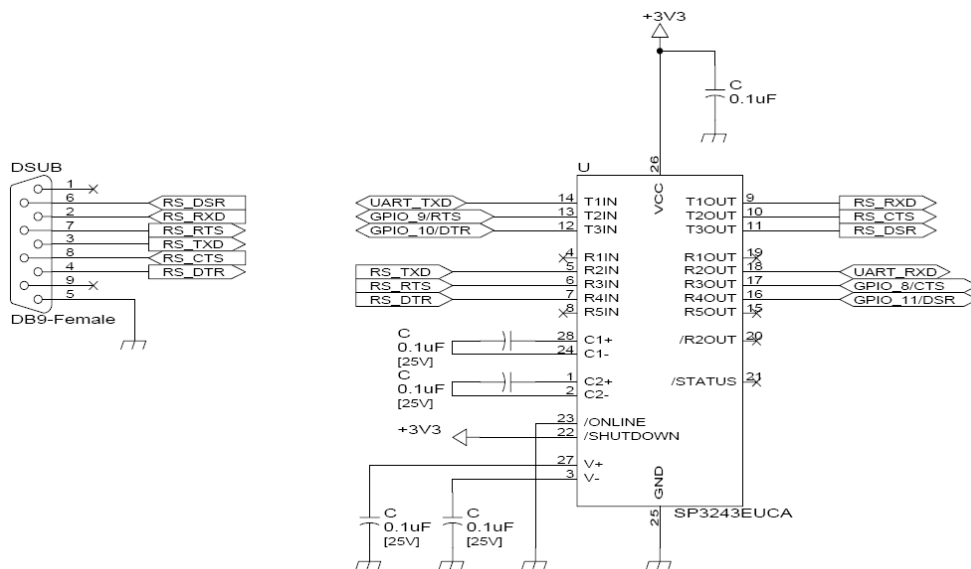 +3V3
C
0.1uF
DSUB
1
6 RS_DSR
2 RS_RXD
7 RS_RTS
3 RS_TXD
8 RS_CTS
4 RS_DTR
9
5
DB9-Female
U
26
VCC
UART_TXD 14 T1IN
GPIO_9/RTS 13 T2IN
GPIO_10/DTR 12 T3IN
4 R1IN
RS_TXD 5 R2IN
RS_RTS 6 R3IN
RS_DTR 7 R4IN
8 R5IN
C
0.1uF
[25V]
28 C1+
24 C1-
C
0.1uF
[25V]
1 C2+
2 C2-
23 /ONLINE
+3V3 22 /SHUTDOWN
27 V+
3 V-
C
0.1uF
[25V]
C
0.1uF
[25V]
T1OUT 9 RS_RXD
T2OUT 10 RS_CTS
T3OUT 11 RS_DSR
R1OUT 19
R2OUT 18 UART_RXD
R3OUT 17 GPIO_8/CTS
R4OUT 16 GPIO_11/DSR
R5OUT 15
/R2OUT 20
/STATUS 21
GND
25
SP3243EUCA